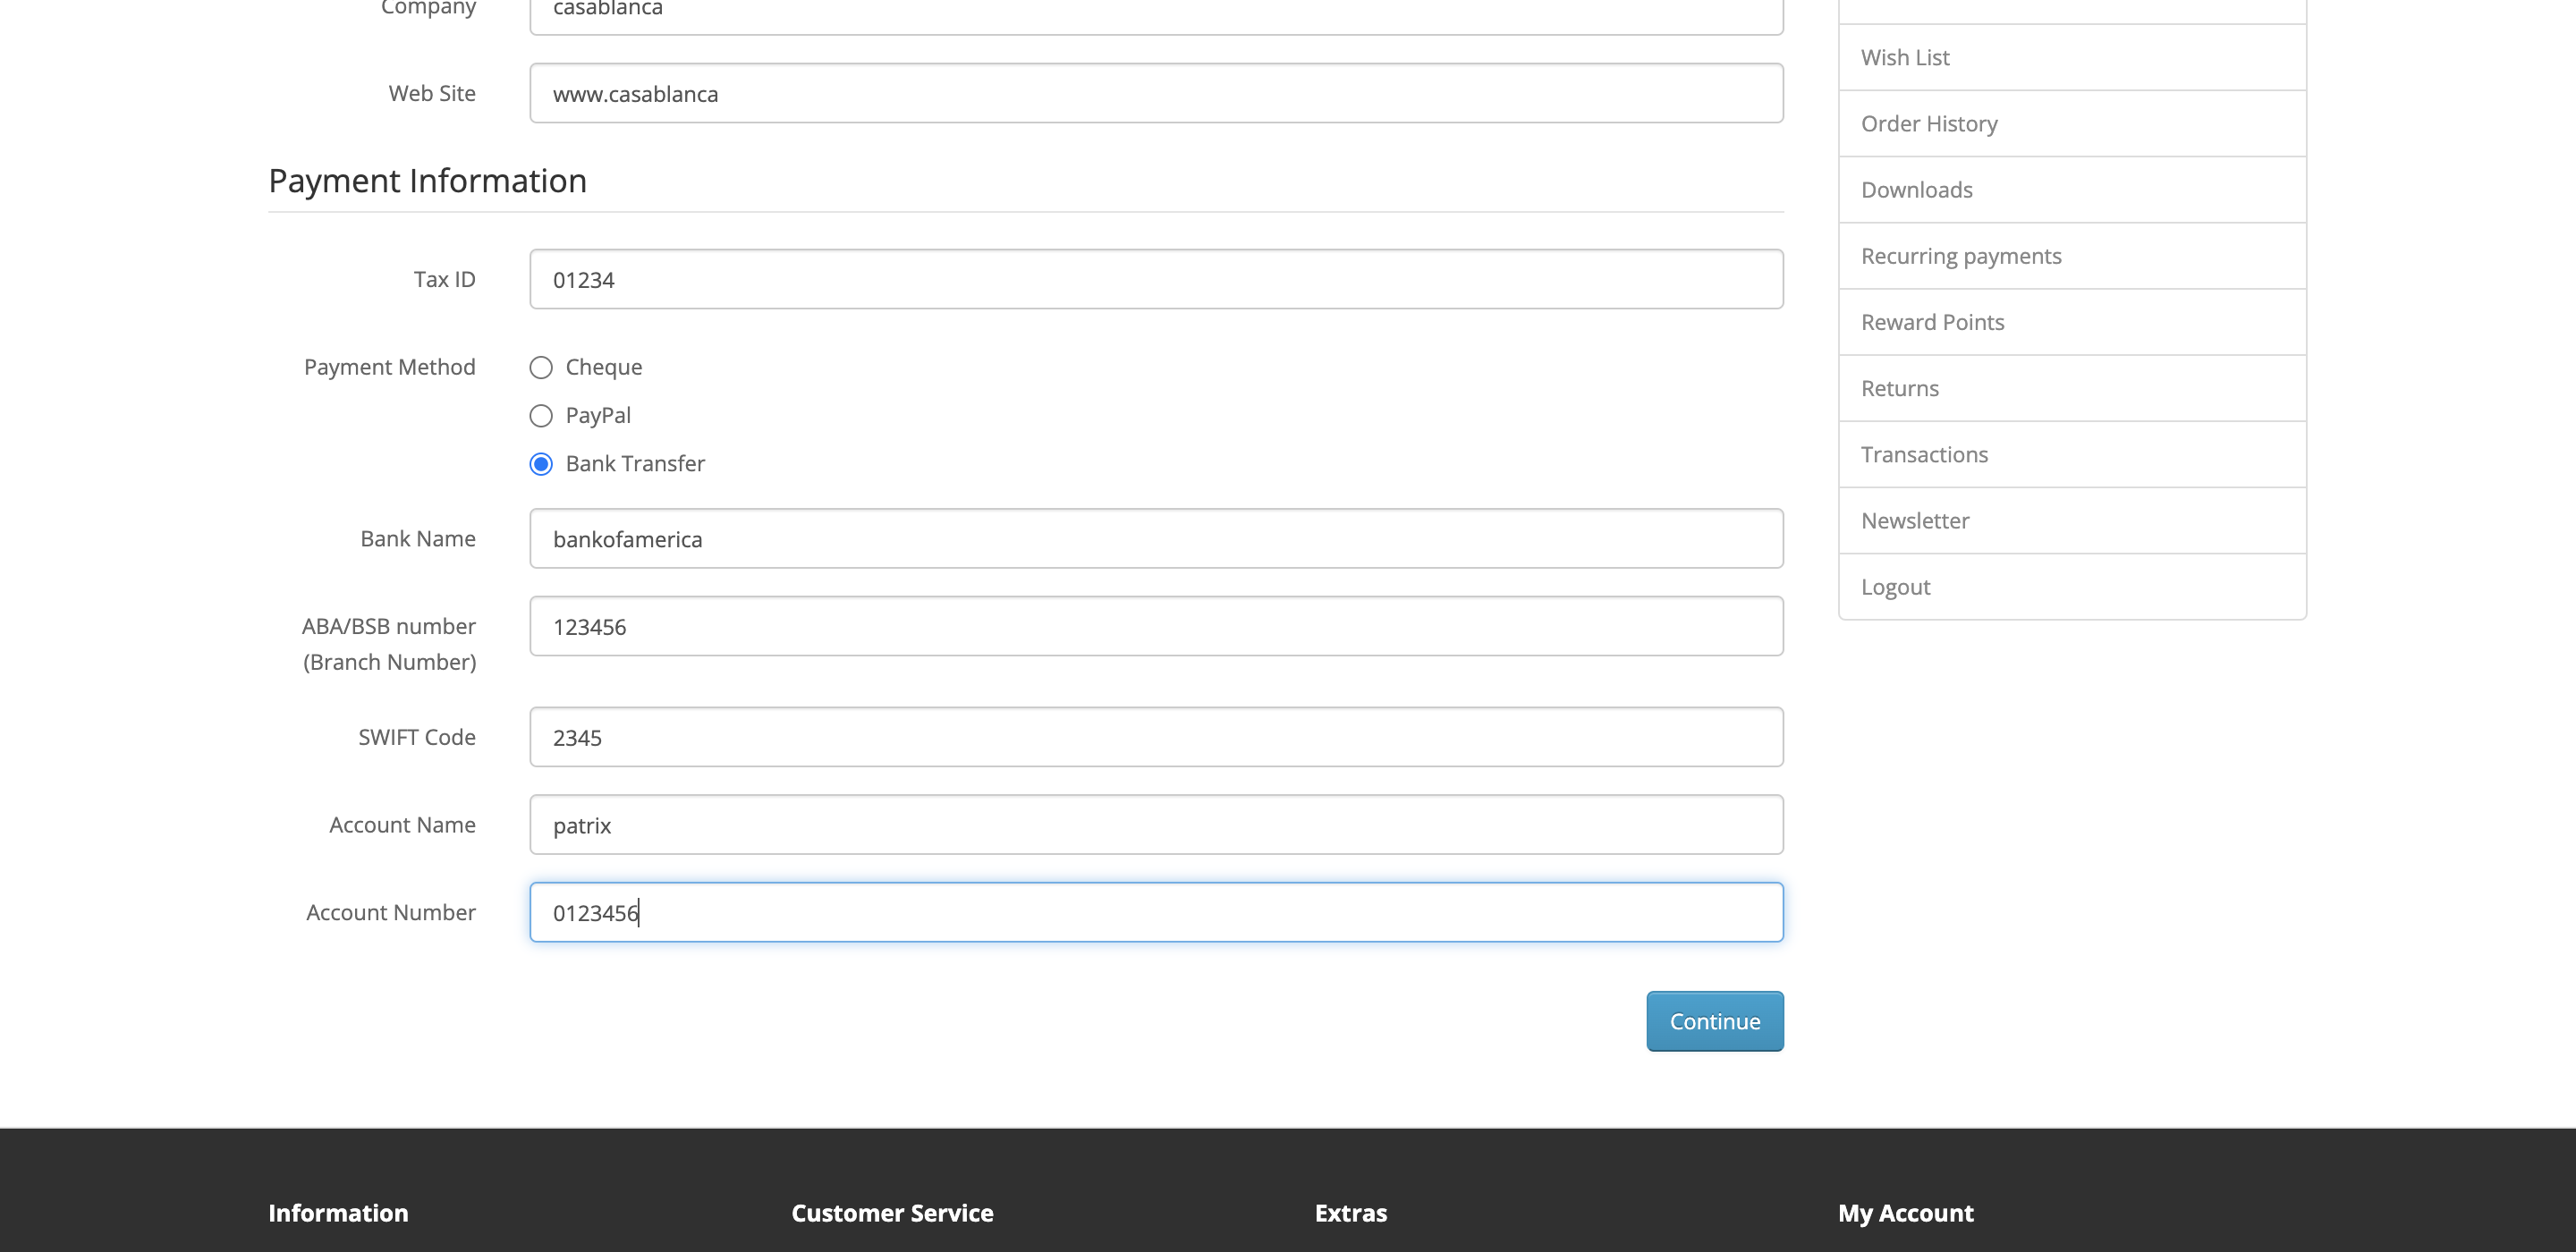 Company
casablanca
Web Site
www.casablanca
Payment Information
Tax ID
01234
Payment Method
Cheque
PayPal
Bank Transfer
Bank Name
bankofamerica
ABA/BSB number
(Branch Number)
123456
SWIFT Code
2345
Account Name
patrix
Account Number
0123456
Continue
Wish List
Order History
Downloads
Recurring payments
Reward Points
Returns
Transactions
Newsletter
Logout
Information
Customer Service
Extras
My Account